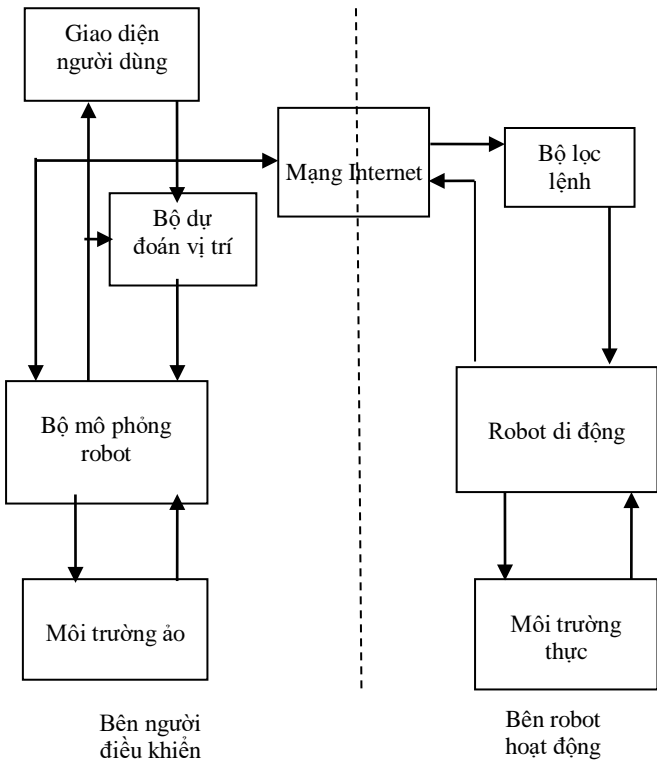 Giao diện
người dùng
Mạng Internet
Bộ lọc
lệnh
Bộ dự
đoán vị trí
Bộ mô phỏng
robot
Robot di động
Môi trường ảo
Môi trường
thực
Bên người
điều khiển
Bên robot
hoạt động